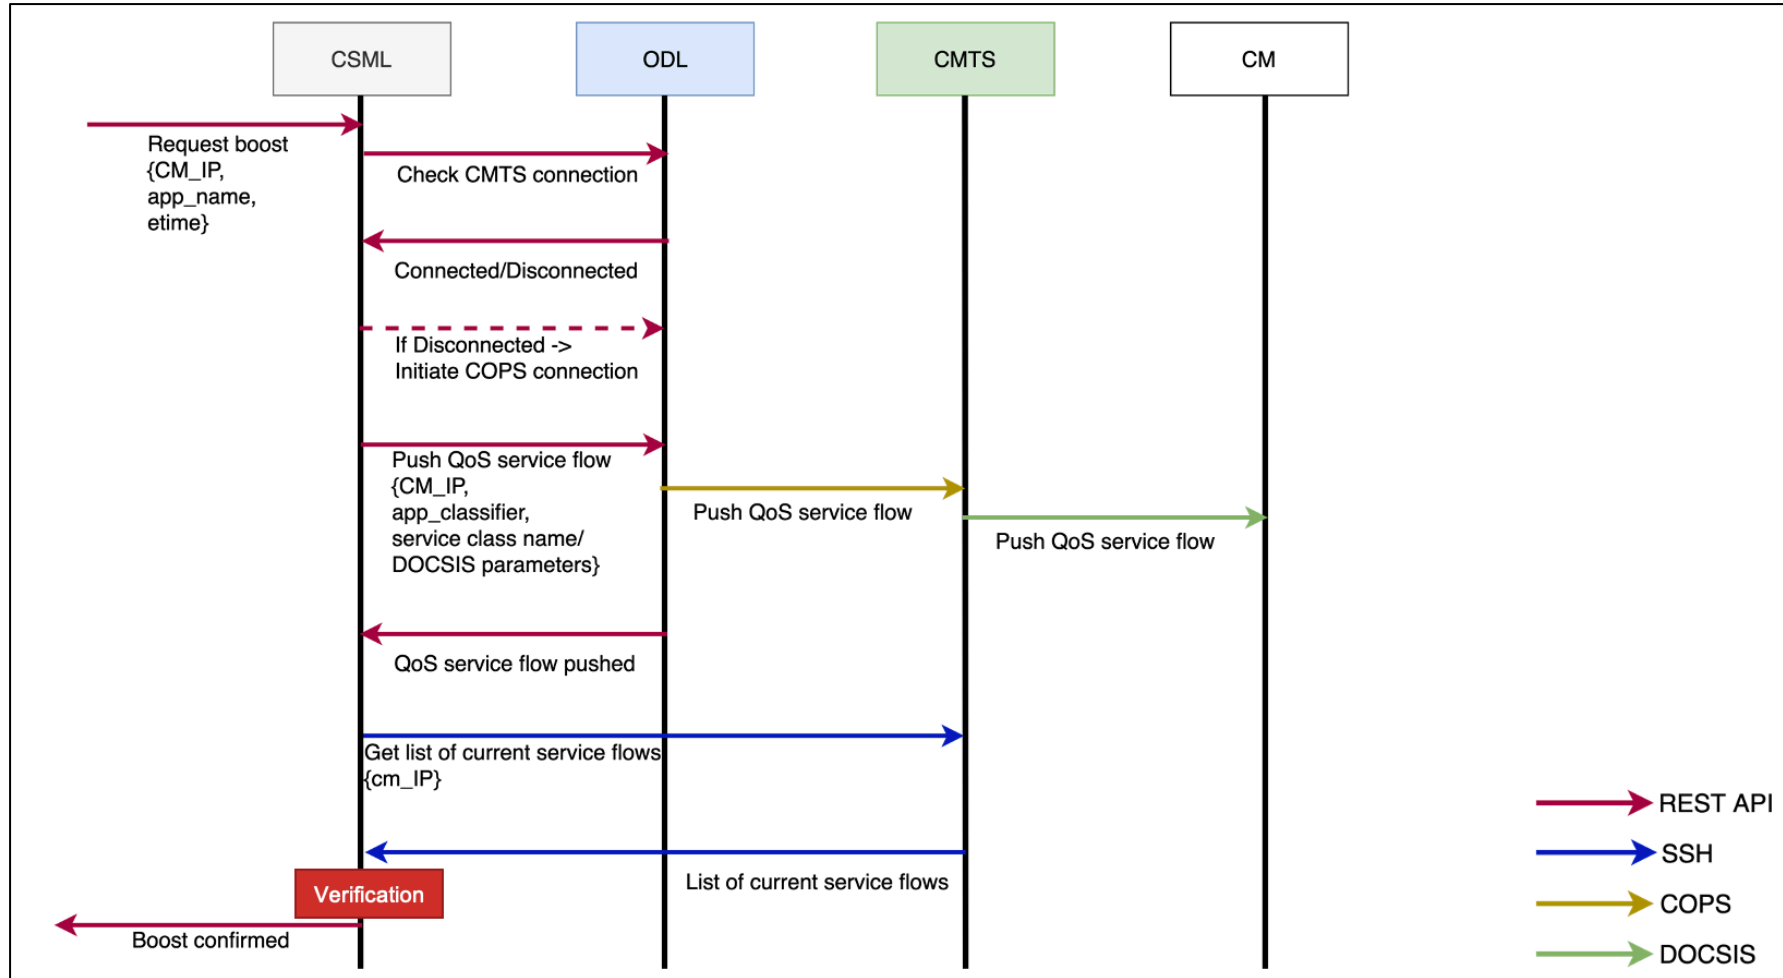 CSML
ODL
CMTS
CM
Request boost
{CM_IP,
app_name,
etime}
Check CMTS connection
Connected/Disconnected
If Disconnected ->
Initiate COPS connection
Push QoS service flow
{CM_IP,
app_classifier,
service class name/
DOCSIS parameters}
Push QoS service flow
Push QoS service flow
QoS service flow pushed
Get list of current service flows
{cm_IP}
List of current service flows
Verification
Boost confirmed
REST API
SSH
COPS
DOCSIS